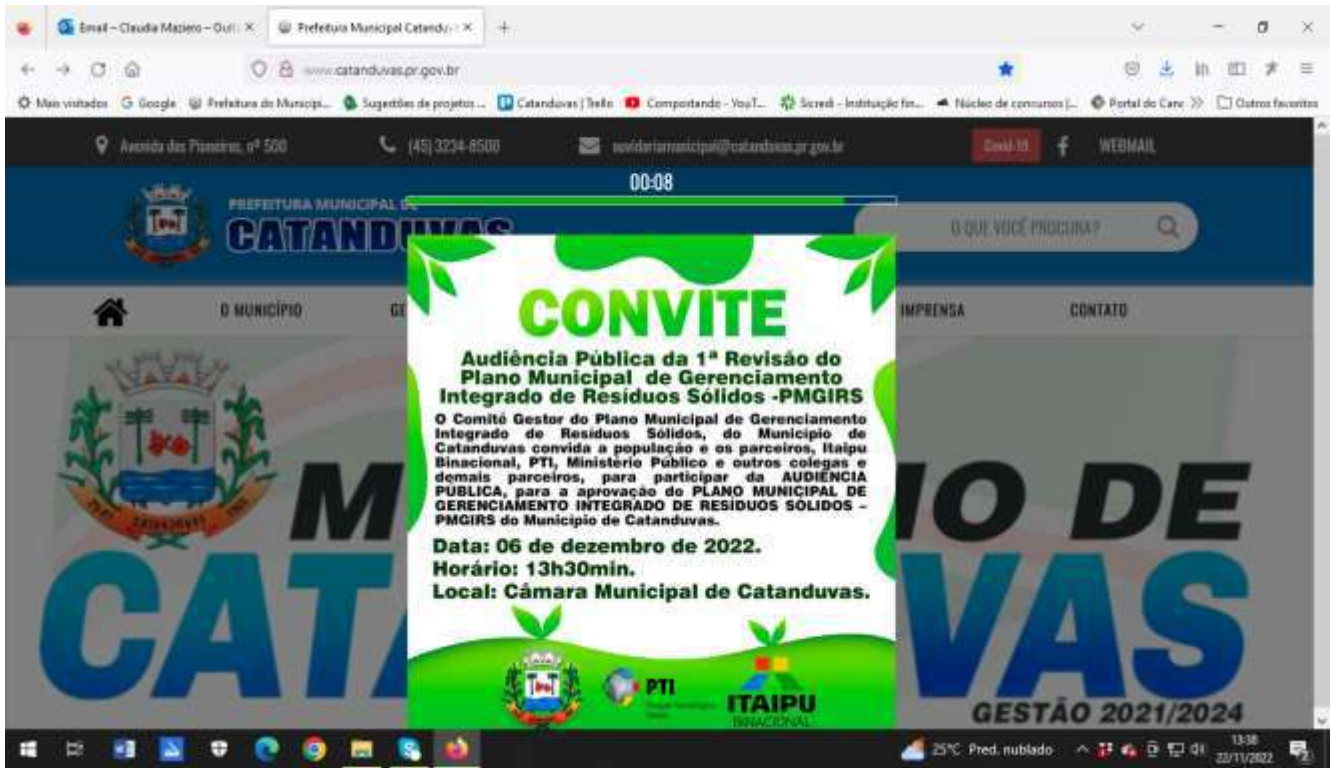 Email – Claudia Maziero – Outl
Prefeitura Municipal Catanduv
www.catanduvas.pr.gov.br
Mais visitados
Google
Prefeitura do Municíp...
Sugestões de projetos ...
Catanduvas | Trello
Comportando - YouT...
Sicredi - Instituição fin...
Núcleo de concursos |...
Portal do Carv
Outros favoritos
Avenida dos Pioneiros, nº 500
(45) 3234-8500
ouvidoriamunicipal@catanduvas.pr.gov.br
Covid-19
WEBMAIL
00:08
PREFEITURA MUNICIPAL DE
CATANDUVAS
O QUE VOCÊ PROCURA?
O MUNICÍPIO
GE
IMPRENSA
CONTATO
CONVITE
Audiência Pública da 1ª Revisão do
Plano Municipal de Gerenciamento
Integrado de Resíduos Sólidos -PMGIRS
O Comitê Gestor do Plano Municipal de Gerenciamento
Integrado de Resíduos Sólidos, do Município de
Catanduvas convida a população e os parceiros, Itaipu
Binacional, PTI, Ministério Público e outros colegas e
demais parceiros, para participar da AUDIÊNCIA
PÚBLICA, para a aprovação do PLANO MUNICIPAL DE
GERENCIAMENTO INTEGRADO DE RESÍDUOS SÓLIDOS –
PMGIRS do Município de Catanduvas.
Data: 06 de dezembro de 2022.
Horário: 13h30min.
Local: Câmara Municipal de Catanduvas.
PTI
ITAIPU
BINACIONAL
M
IO DE
CATA
VAS
GESTÃO 2021/2024
CATANDUVAS
25°C Pred. nublado
13:38
22/11/2022